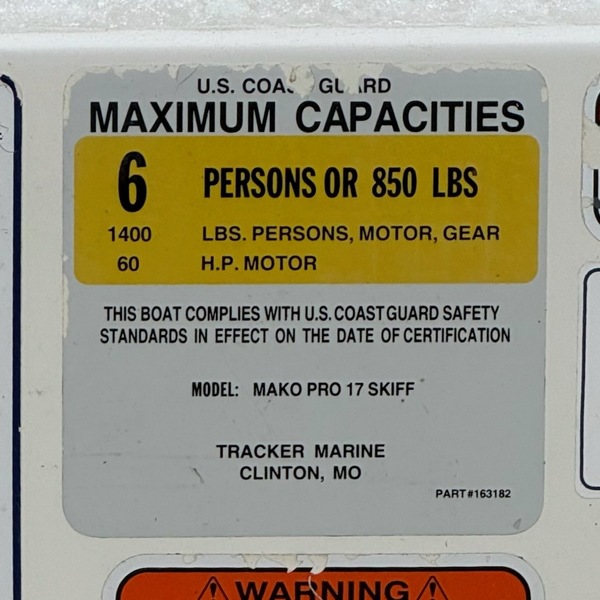 U.S. COAST GUARD
MAXIMUM CAPACITIES
6 PERSONS OR 850 LBS
1400 LBS. PERSONS, MOTOR, GEAR
60 H.P. MOTOR
THIS BOAT COMPLIES WITH U.S. COAST GUARD SAFETY
STANDARDS IN EFFECT ON THE DATE OF CERTIFICATION
MODEL: MAKO PRO 17 SKIFF
TRACKER MARINE
CLINTON, MO
PART#163182
WARNING